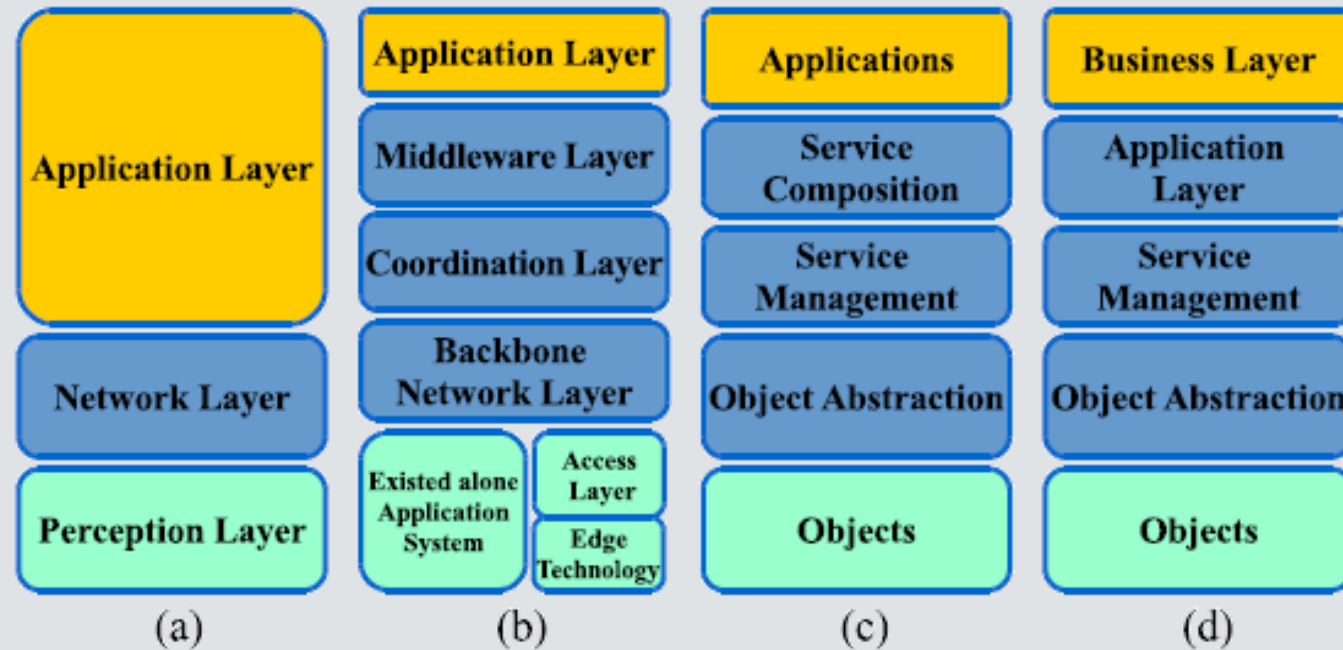 Application Layer
Network Layer
Perception Layer
(a)
Application Layer
Middleware Layer
Coordination Layer
Backbone
Network Layer
Existed alone
Application
System
Access
Layer
Edge
Technology
(b)
Applications
Service
Composition
Service
Management
Object Abstraction
Objects
(c)
Business Layer
Application
Layer
Service
Management
Object Abstraction
Objects
(d)